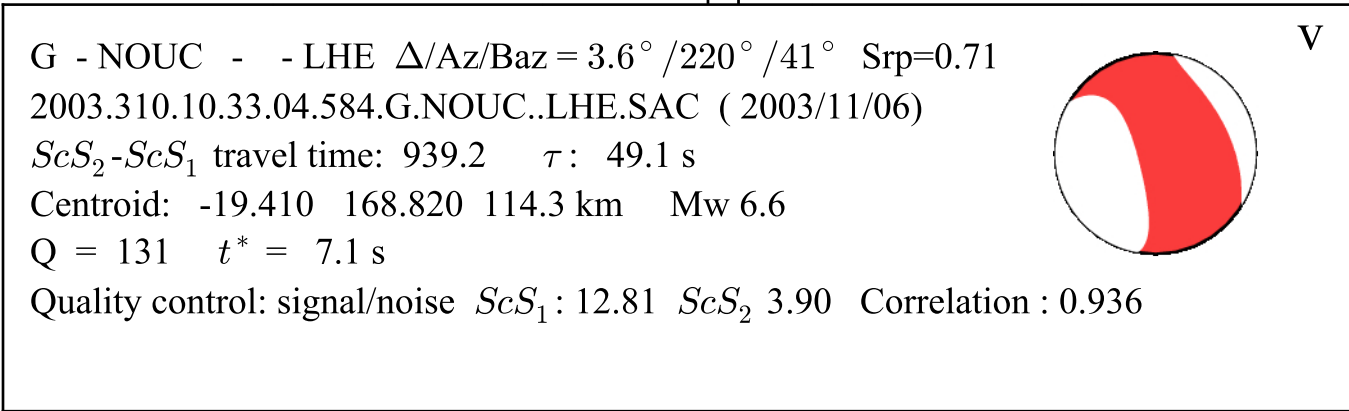 G - NOUC - - LHE Δ/Az/Baz = 3.6° /220° /41° Srp=0.71
V
2003.310.10.33.04.584.G.NOUC..LHE.SAC ( 2003/11/06)
ScS₂-ScS₁ travel time: 939.2 τ : 49.1 s
Centroid: -19.410 168.820 114.3 km Mw 6.6
Q = 131 t* = 7.1 s
Quality control: signal/noise ScS₁: 12.81 ScS₂ 3.90 Correlation : 0.936